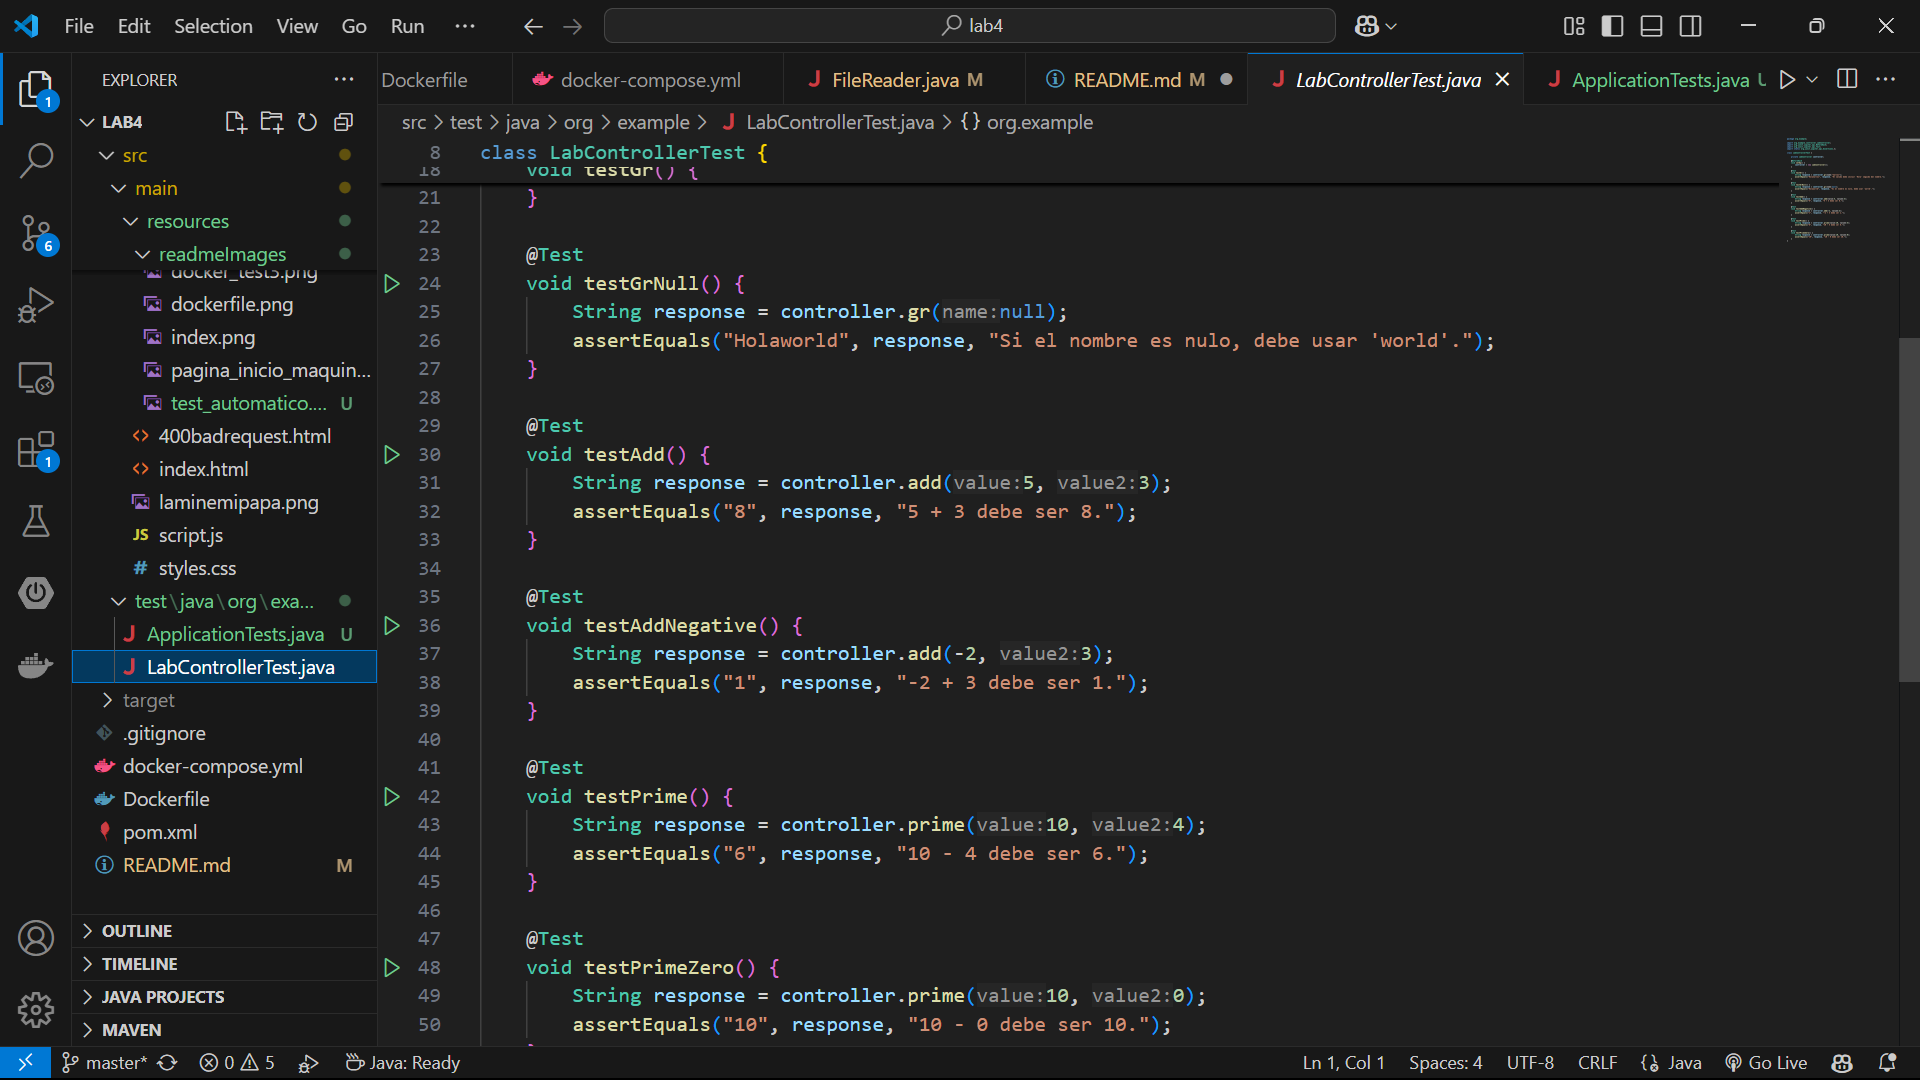 File Edit Selection View Go Run ··· lab4
EXPLORER
LAB4
src
main
resources
readmeImages
docker_test3.png
dockerfile.png
index.png
pagina_inicio_maquin...
test_automatico.... U
400badrequest.html
index.html
laminemipapa.png
JS script.js
# styles.css
test\java\org\exa...
J ApplicationTests.java U
J LabControllerTest.java
target
.gitignore
docker-compose.yml
Dockerfile
pom.xml
README.md M
OUTLINE
TIMELINE
JAVA PROJECTS
MAVEN
1
6
1
Dockerfile docker-compose.yml J FileReader.java M README.md M J LabControllerTest.java J ApplicationTests.java U
src > test > java > org > example > J LabControllerTest.java > {} org.example
8 class LabControllerTest {
18 void testGr() {
21 }
22
23 @Test
24 void testGrNull() {
25 String response = controller.gr(name:null);
26 assertEquals("Holaworld", response, "Si el nombre es nulo, debe usar 'world'.");
27 }
28
29 @Test
30 void testAdd() {
31 String response = controller.add(value:5, value2:3);
32 assertEquals("8", response, "5 + 3 debe ser 8.");
33 }
34
35 @Test
36 void testAddNegative() {
37 String response = controller.add(-2, value2:3);
38 assertEquals("1", response, "-2 + 3 debe ser 1.");
39 }
40
41 @Test
42 void testPrime() {
43 String response = controller.prime(value:10, value2:4);
44 assertEquals("6", response, "10 - 4 debe ser 6.");
45 }
46
47 @Test
48 void testPrimeZero() {
49 String response = controller.prime(value:10, value2:0);
50 assertEquals("10", response, "10 - 0 debe ser 10.");
master* 0 5 Java: Ready Ln 1, Col 1 Spaces: 4 UTF-8 CRLF {} Java Go Live